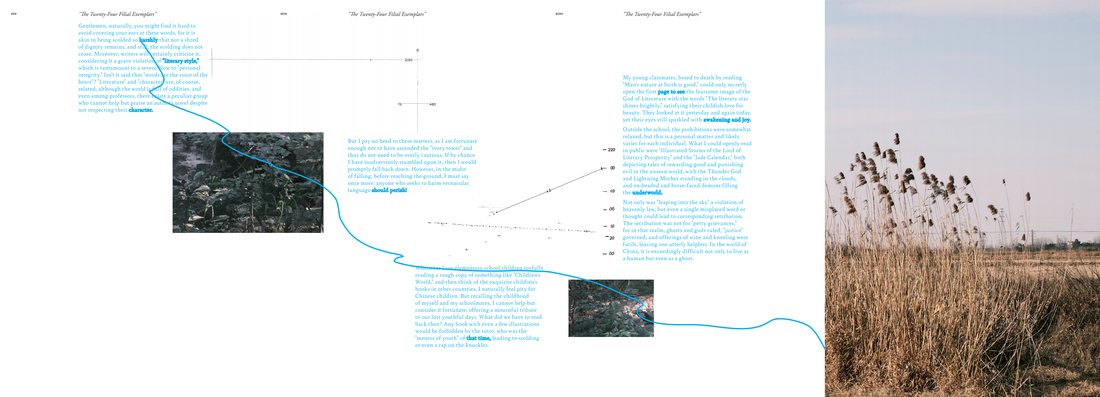 "The Twenty-Four Filial Exemplars"
Gentlemen, naturally, you might find it hard to
avoid covering your ears at these words, for it is
akin to being scolded so harshly that not a shred
of dignity remains, and still, the scolding does not
cease. Moreover, writers will certainly criticize it,
considering it a grave violation of "literary style,"
which is tantamount to a severe blow to "personal
integrity." Isn't it said that "words are the voice of the
heart"? "Literature" and "character" are, of course,
related, although the world is full of oddities, and
even among professors, there exists a peculiar group
who cannot help but praise an author's novel despite
not respecting their character.
"The Twenty-Four Filial Exemplars"
But I pay no heed to these matters, as I am fortunate
enough not to have ascended the "ivory tower" and
thus do not need to be overly cautious. If by chance
I have inadvertently stumbled upon it, then I would
promptly fall back down. However, in the midst
of falling, before reaching the ground, I must say
once more: anyone who seeks to harm vernacular
language should perish!
I see elementary school children joyfully
reading a rough copy of something like "Children's
World," and then think of the exquisite children's
books in other countries, I naturally feel pity for
Chinese children. But recalling the childhood
of myself and my schoolmates, I cannot help but
consider it fortunate, offering a mournful tribute
to our lost youthful days. What did we have to read
back then? Any book with even a few illustrations
would be forbidden by the tutor, who was the
"mentor of youth" of that time, leading to scolding
or even a rap on the knuckles.
"The Twenty-Four Filial Exemplars"
My young classmates, bored to death by reading
"Man's nature at birth is good," could only secretly
open the first page to see the fearsome image of the
God of Literature with the words "The literary star
shines brightly," satisfying their childish love for
beauty. They looked at it yesterday and again today,
yet their eyes still sparkled with awakening and joy.
Outside the school, the prohibitions were somewhat
relaxed, but this is a personal matter and likely
varies for each individual. What I could openly read
in public were "Illustrated Stories of the Lord of
Literary Prosperity" and the "Jade Calendar," both
depicting tales of rewarding good and punishing
evil in the unseen world, with the Thunder God
and Lightning Mother standing in the clouds,
and ox-headed and horse-faced demons filling
the underworld.
Not only was "leaping into the sky" a violation of
heavenly law, but even a single misplaced word or
thought could lead to corresponding retribution.
The retribution was not for "petty grievances,"
for in that realm, ghosts and gods ruled, "justice"
governed, and offerings of wine and kneeling were
futile, leaving one utterly helpless. In the world of
China, it is exceedingly difficult not only to live as
a human but even as a ghost.